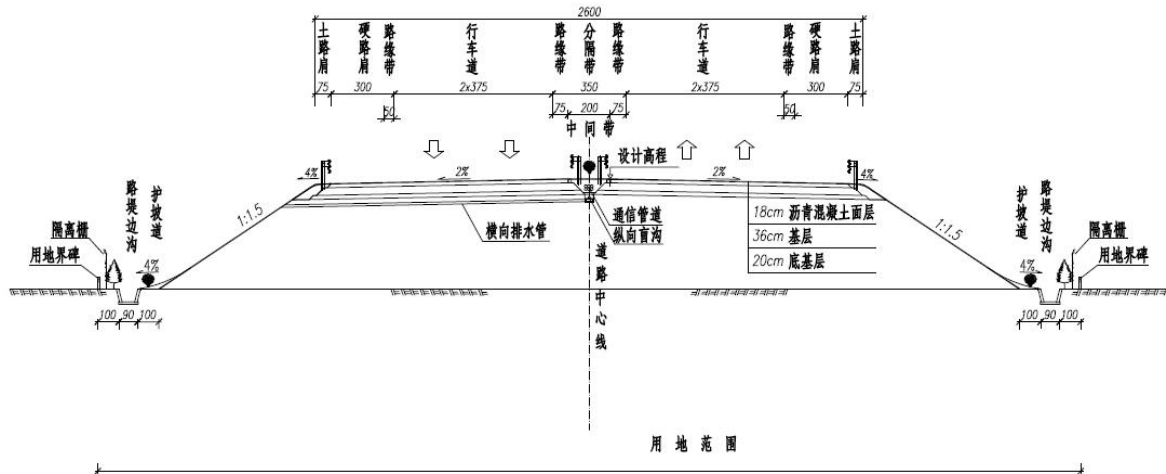 2600
土路肩
硬路肩
路缘带
行车道
路缘带
分隔带
路缘带
行车道
路缘带
硬路肩
土路肩
75
300
2x375
350
2x375
300
75
50
75
200
75
50
中间带
设计高程
4%
2%
2%
4%
路堤边沟
护坡道
隔离栅
用地界碑
1:1.5
4%
横向排水管
通信管道
纵向盲沟
道路中心线
18cm 沥青混凝土面层
36cm 基层
20cm 底基层
1:1.5
护坡道
路堤边沟
隔离栅
用地界碑
4%
100
90
100
100
90
100
用地范围